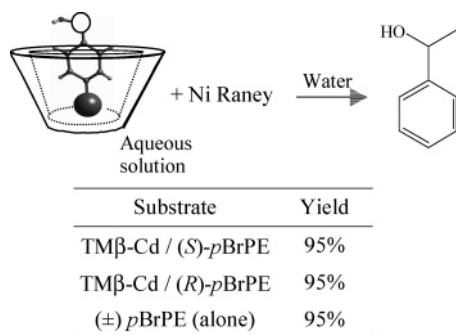 HO
+ Ni Raney
Water
Aqueous
solution
Substrate Yield
TMβ-Cd / (S)-pBrPE 95%
TMβ-Cd / (R)-pBrPE 95%
(±) pBrPE (alone) 95%